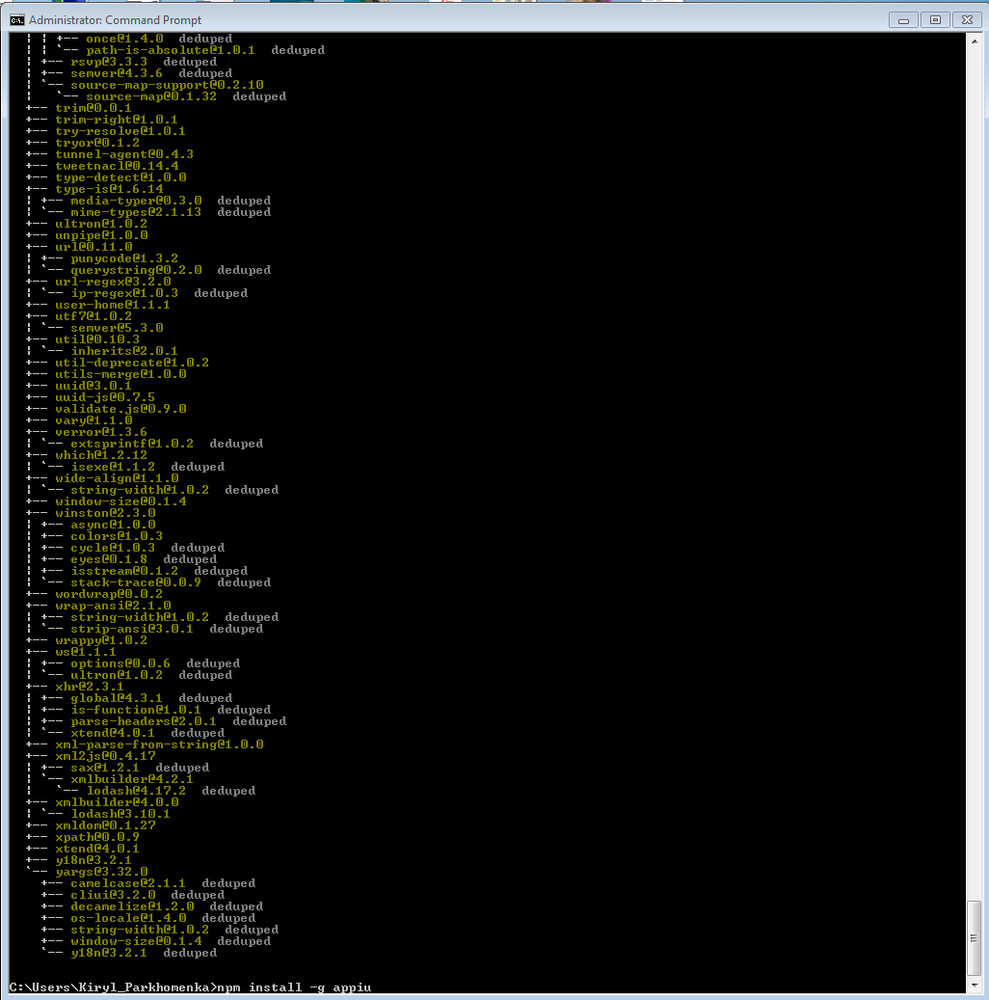 Administrator: Command Prompt
| | +-- once@1.4.0  deduped
| | `-- path-is-absolute@1.0.1  deduped
| +-- rsvp@3.3.3  deduped
| +-- semver@4.3.6  deduped
| `-- source-map-support@0.2.10
|   `-- source-map@0.1.32  deduped
+-- trim@0.0.1
+-- trim-right@1.0.1
+-- try-resolve@1.0.1
+-- tryor@0.1.2
+-- tunnel-agent@0.4.3
+-- tweetnacl@0.14.4
+-- type-detect@1.0.0
+-- type-is@1.6.14
| +-- media-typer@0.3.0  deduped
| `-- mime-types@2.1.13  deduped
+-- ultron@1.0.2
+-- unpipe@1.0.0
+-- url@0.11.0
| +-- punycode@1.3.2
| `-- querystring@0.2.0  deduped
+-- url-regex@3.2.0
| `-- ip-regex@1.0.3  deduped
+-- user-home@1.1.1
+-- utf7@1.0.2
| `-- semver@5.3.0
+-- util@0.10.3
| `-- inherits@2.0.1
+-- util-deprecate@1.0.2
+-- utils-merge@1.0.0
+-- uuid@3.0.1
+-- uuid-js@0.7.5
+-- validate.js@0.9.0
+-- vary@1.1.0
+-- verror@1.3.6
| `-- extsprintf@1.0.2  deduped
+-- which@1.2.12
| `-- isexe@1.1.2  deduped
+-- wide-align@1.1.0
| `-- string-width@1.0.2  deduped
+-- window-size@0.1.4
+-- winston@2.3.0
| +-- async@1.0.0
| +-- colors@1.0.3
| +-- cycle@1.0.3  deduped
| +-- eyes@0.1.8  deduped
| +-- isstream@0.1.2  deduped
| `-- stack-trace@0.0.9  deduped
+-- wordwrap@0.0.2
+-- wrap-ansi@2.1.0
| +-- string-width@1.0.2  deduped
| `-- strip-ansi@3.0.1  deduped
+-- wrappy@1.0.2
+-- ws@1.1.1
| +-- options@0.0.6  deduped
| `-- ultron@1.0.2  deduped
+-- xhr@2.3.1
| +-- global@4.3.1  deduped
| +-- is-function@1.0.1  deduped
| +-- parse-headers@2.0.1  deduped
| `-- xtend@4.0.1  deduped
+-- xml-parse-from-string@1.0.0
+-- xml2js@0.4.17
| +-- sax@1.2.1  deduped
| `-- xmlbuilder@4.2.1
|   `-- lodash@4.17.2  deduped
+-- xmlbuilder@4.0.0
| `-- lodash@3.10.1
+-- xmldom@0.1.27
+-- xpath@0.0.9
+-- xtend@4.0.1
+-- y18n@3.2.1
`-- yargs@3.32.0
  +-- camelcase@2.1.1  deduped
  +-- cliui@3.2.0  deduped
  +-- decamelize@1.2.0  deduped
  +-- os-locale@1.4.0  deduped
  +-- string-width@1.0.2  deduped
  +-- window-size@0.1.4  deduped
  `-- y18n@3.2.1  deduped
C:\Users\Kiryl_Parkhomenka>npm install -g appiu